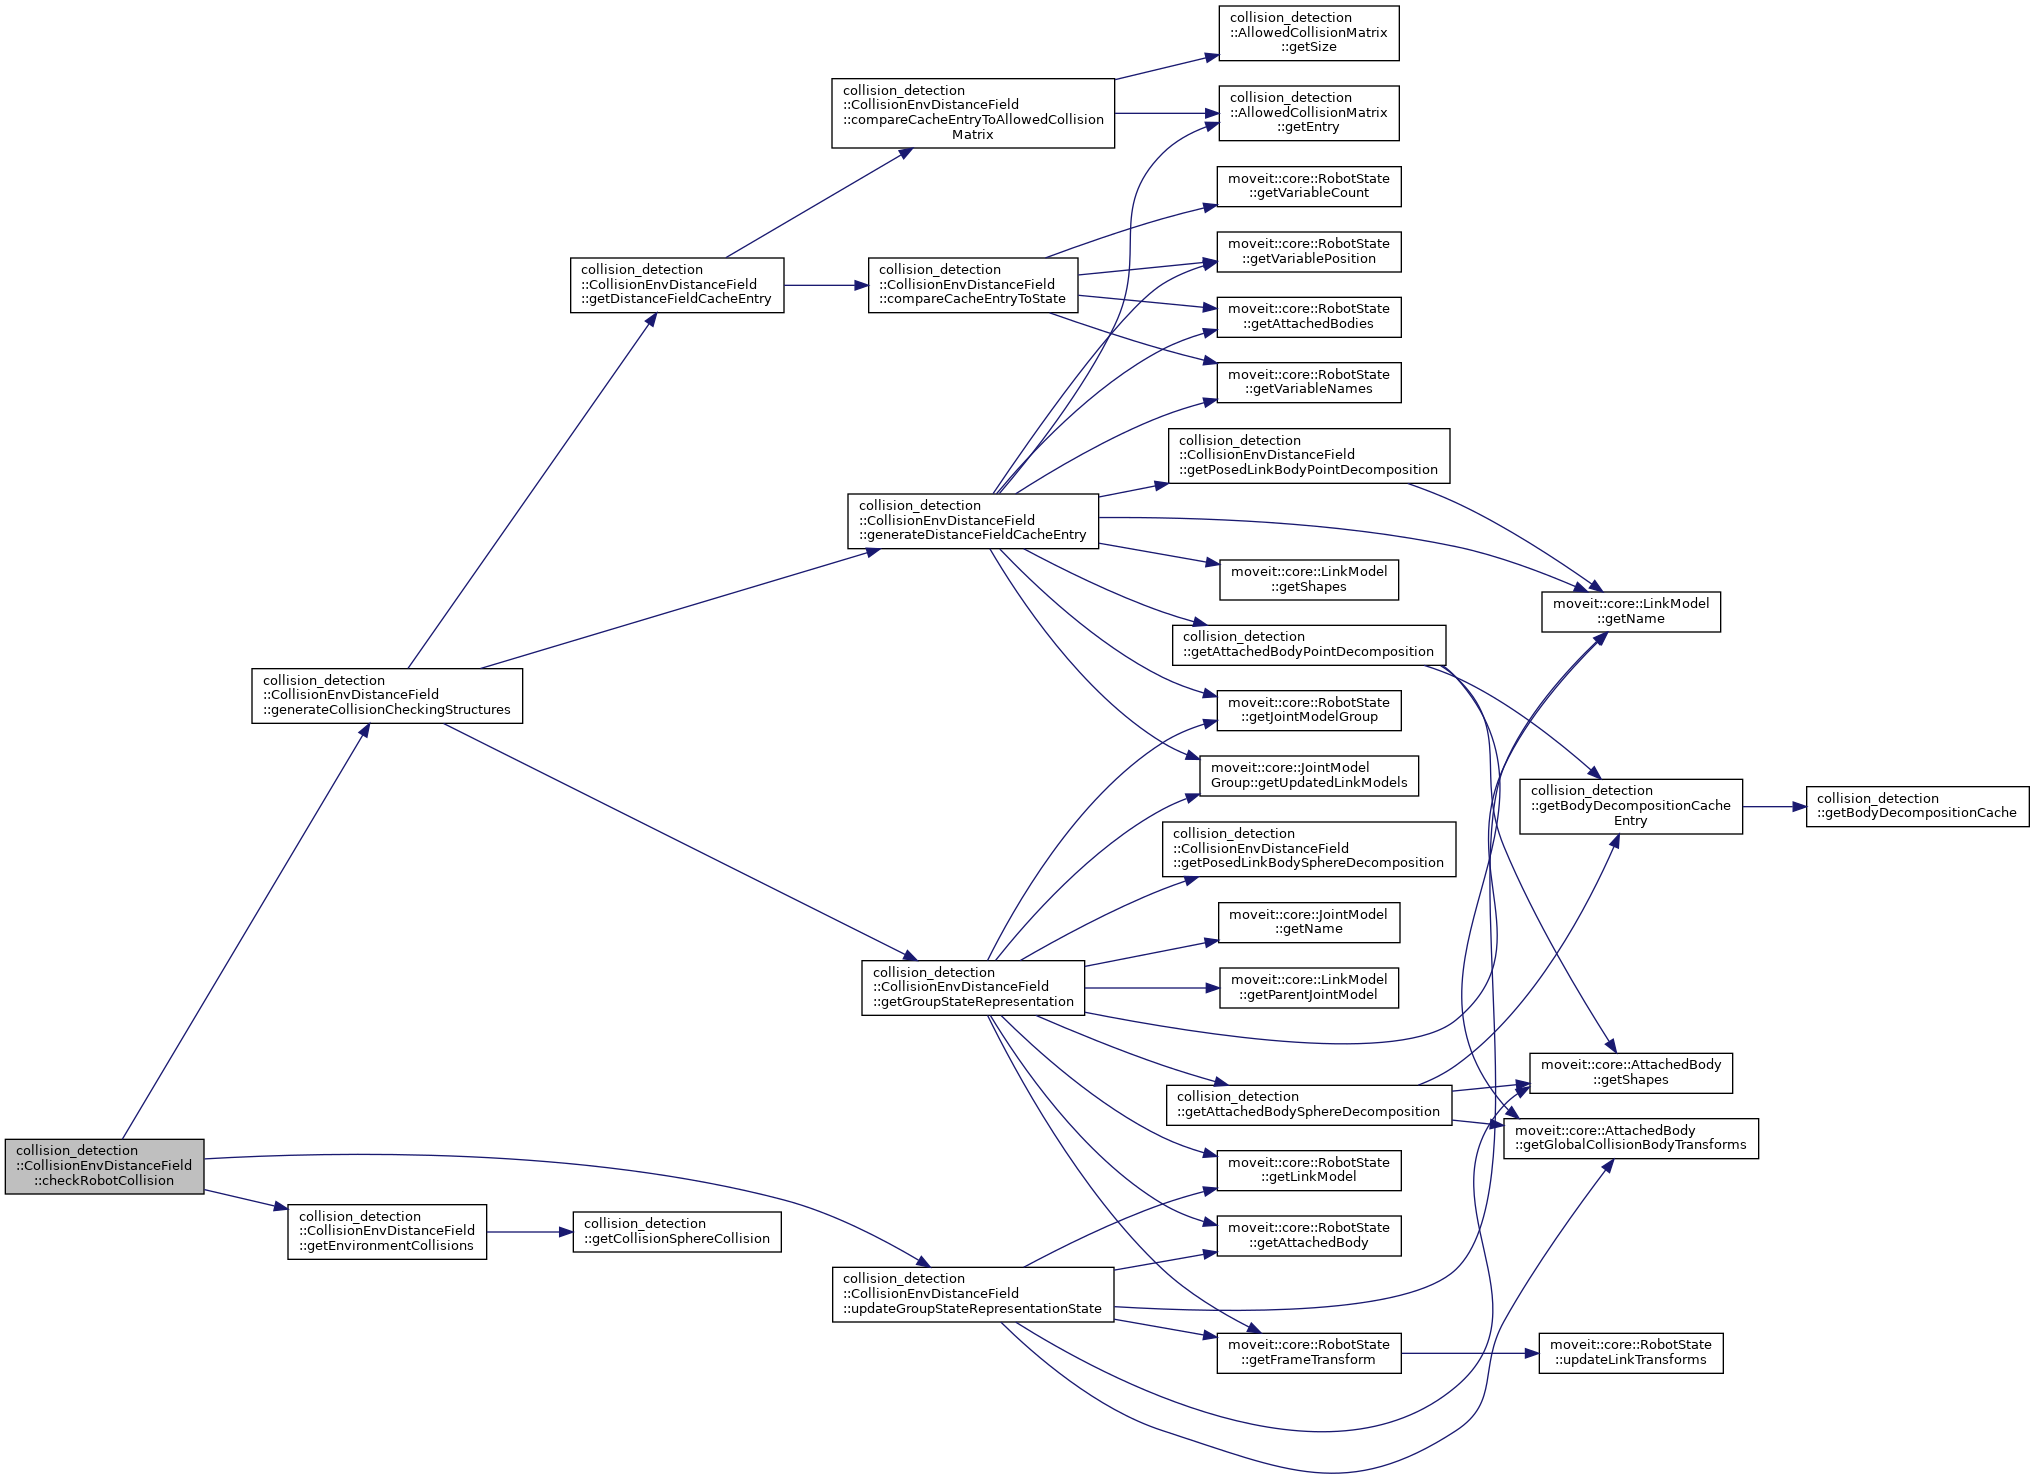 collision_detection
::CollisionEnvDistanceField
::checkRobotCollision
collision_detection
::CollisionEnvDistanceField
::generateCollisionCheckingStructures
collision_detection
::CollisionEnvDistanceField
::getEnvironmentCollisions
collision_detection
::CollisionEnvDistanceField
::getDistanceFieldCacheEntry
collision_detection
::getCollisionSphereCollision
collision_detection
::CollisionEnvDistanceField
::compareCacheEntryToAllowedCollision
Matrix
collision_detection
::CollisionEnvDistanceField
::compareCacheEntryToState
collision_detection
::CollisionEnvDistanceField
::generateDistanceFieldCacheEntry
collision_detection
::CollisionEnvDistanceField
::getGroupStateRepresentation
collision_detection
::CollisionEnvDistanceField
::updateGroupStateRepresentationState
collision_detection
::AllowedCollisionMatrix
::getSize
collision_detection
::AllowedCollisionMatrix
::getEntry
moveit::core::RobotState
::getVariableCount
moveit::core::RobotState
::getVariablePosition
moveit::core::RobotState
::getAttachedBodies
moveit::core::RobotState
::getVariableNames
collision_detection
::CollisionEnvDistanceField
::getPosedLinkBodyPointDecomposition
moveit::core::LinkModel
::getShapes
collision_detection
::getAttachedBodyPointDecomposition
moveit::core::RobotState
::getJointModelGroup
moveit::core::JointModel
Group::getUpdatedLinkModels
collision_detection
::CollisionEnvDistanceField
::getPosedLinkBodySphereDecomposition
moveit::core::JointModel
::getName
moveit::core::LinkModel
::getParentJointModel
collision_detection
::getAttachedBodySphereDecomposition
moveit::core::RobotState
::getLinkModel
moveit::core::RobotState
::getAttachedBody
moveit::core::RobotState
::getFrameTransform
moveit::core::LinkModel
::getName
collision_detection
::getBodyDecompositionCache
Entry
moveit::core::AttachedBody
::getShapes
moveit::core::AttachedBody
::getGlobalCollisionBodyTransforms
moveit::core::RobotState
::updateLinkTransforms
collision_detection
::getBodyDecompositionCache